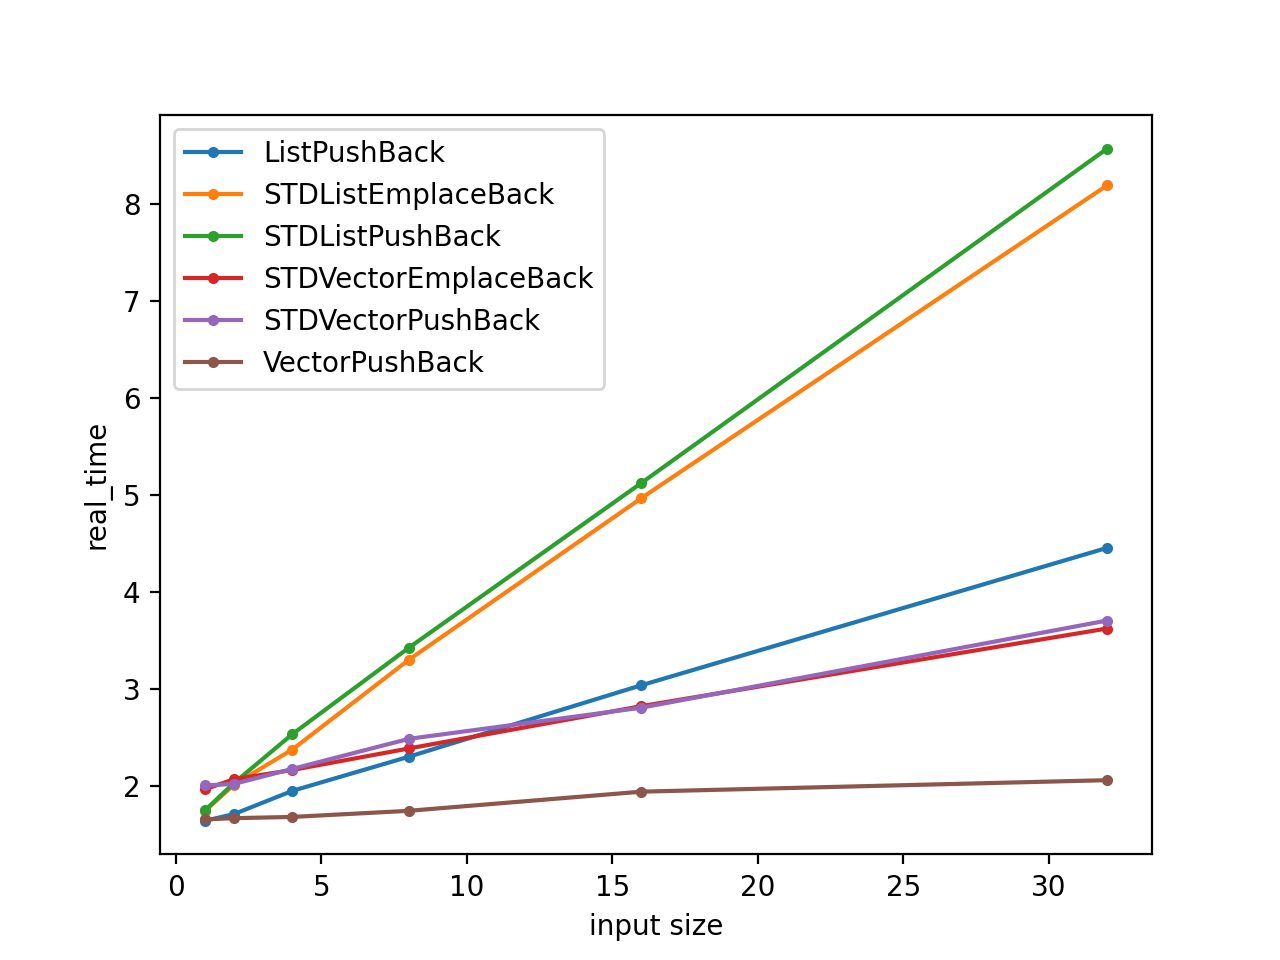 ListPushBack
STDListEmplaceBack
STDListPushBack
STDVectorEmplaceBack
STDVectorPushBack
VectorPushBack
8
7
6
5
4
3
2
real_time
0 5 10 15 20 25 30
input size